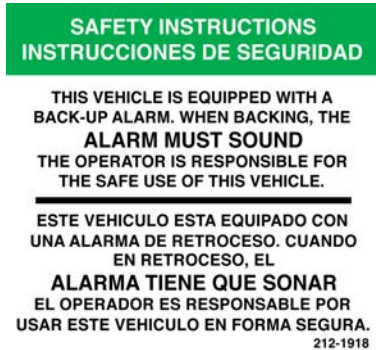 SAFETY INSTRUCTIONS
INSTRUCCIONES DE SEGURIDAD
THIS VEHICLE IS EQUIPPED WITH A
BACK-UP ALARM. WHEN BACKING, THE
ALARM MUST SOUND
THE OPERATOR IS RESPONSIBLE FOR
THE SAFE USE OF THIS VEHICLE.
ESTE VEHICULO ESTA EQUIPADO CON
UNA ALARMA DE RETROCESO. CUANDO
EN RETROCESO, EL
ALARMA TIENE QUE SONAR
EL OPERADOR ES RESPONSABLE POR
USAR ESTE VEHICULO EN FORMA SEGURA.
212-1918